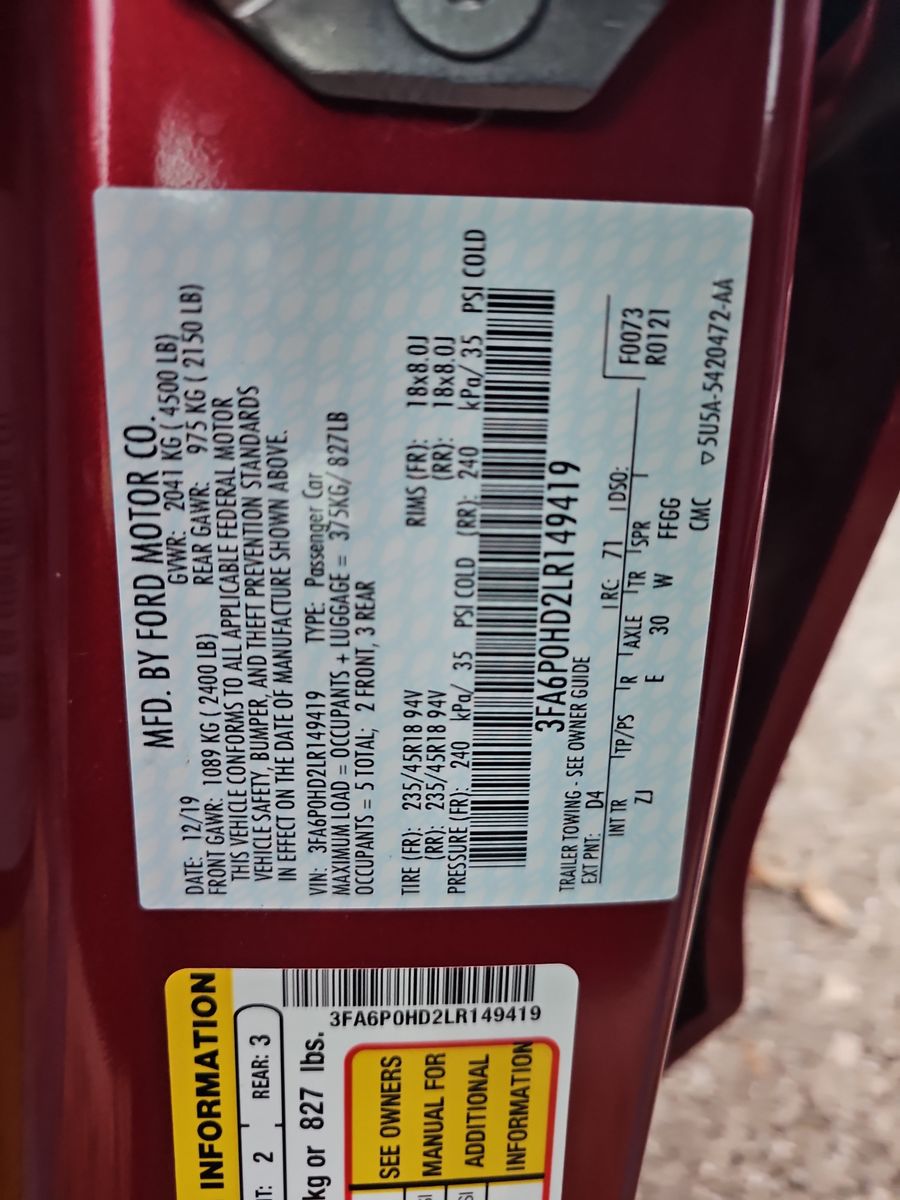 MFD. BY FORD MOTOR CO.
DATE: 12/19 GVWR: 2041 KG ( 4500 LB)
FRONT GAWR: 1089 KG ( 2400 LB) REAR GAWR: 975 KG ( 2150 LB)
THIS VEHICLE CONFORMS TO ALL APPLICABLE FEDERAL MOTOR
VEHICLE SAFETY, BUMPER, AND THEFT PREVENTION STANDARDS
IN EFFECT ON THE DATE OF MANUFACTURE SHOWN ABOVE.
VIN: 3FA6P0HD2LR149419 TYPE: Passenger Car
MAXIMUM LOAD = OCCUPANTS + LUGGAGE = 375KG/ 827LB
OCCUPANTS = 5 TOTAL; 2 FRONT, 3 REAR
TIRE (FR): 235/45R18 94V RIMS (FR): 18x8.0J
(RR): 235/45R18 94V (RR): 18x8.0J
PRESSURE (FR): 240 kPa/ 35 PSI COLD (RR): 240 kPa/ 35 PSI COLD
3FA6P0HD2LR149419
TRAILER TOWING - SEE OWNER GUIDE
EXT PNT: D4 RC: 71 DSO: F0073
INT TR TP/PS R AXLE TR SPR R0121
ZJ E 30 W FFGG
CMC ▽5U5A-5420472-AA
INFORMATION
2 REAR: 3
kg or 827 lbs.
3FA6P0HD2LR149419
SEE OWNERS
MANUAL FOR
ADDITIONAL
INFORMATION